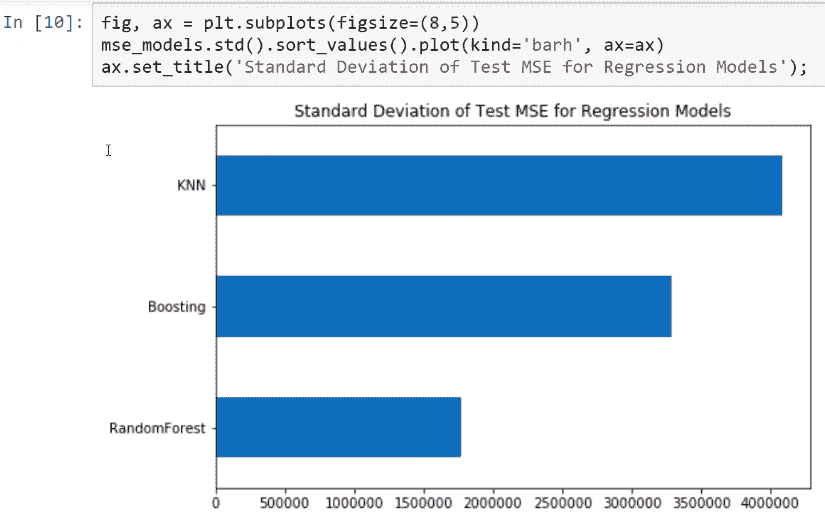 In [10]: fig, ax = plt.subplots(figsize=(8,5))
mse_models.std().sort_values().plot(kind='barh', ax=ax)
ax.set_title('Standard Deviation of Test MSE for Regression Models');
Standard Deviation of Test MSE for Regression Models
KNN
Boosting
RandomForest
0 500000 1000000 1500000 2000000 2500000 3000000 3500000 4000000